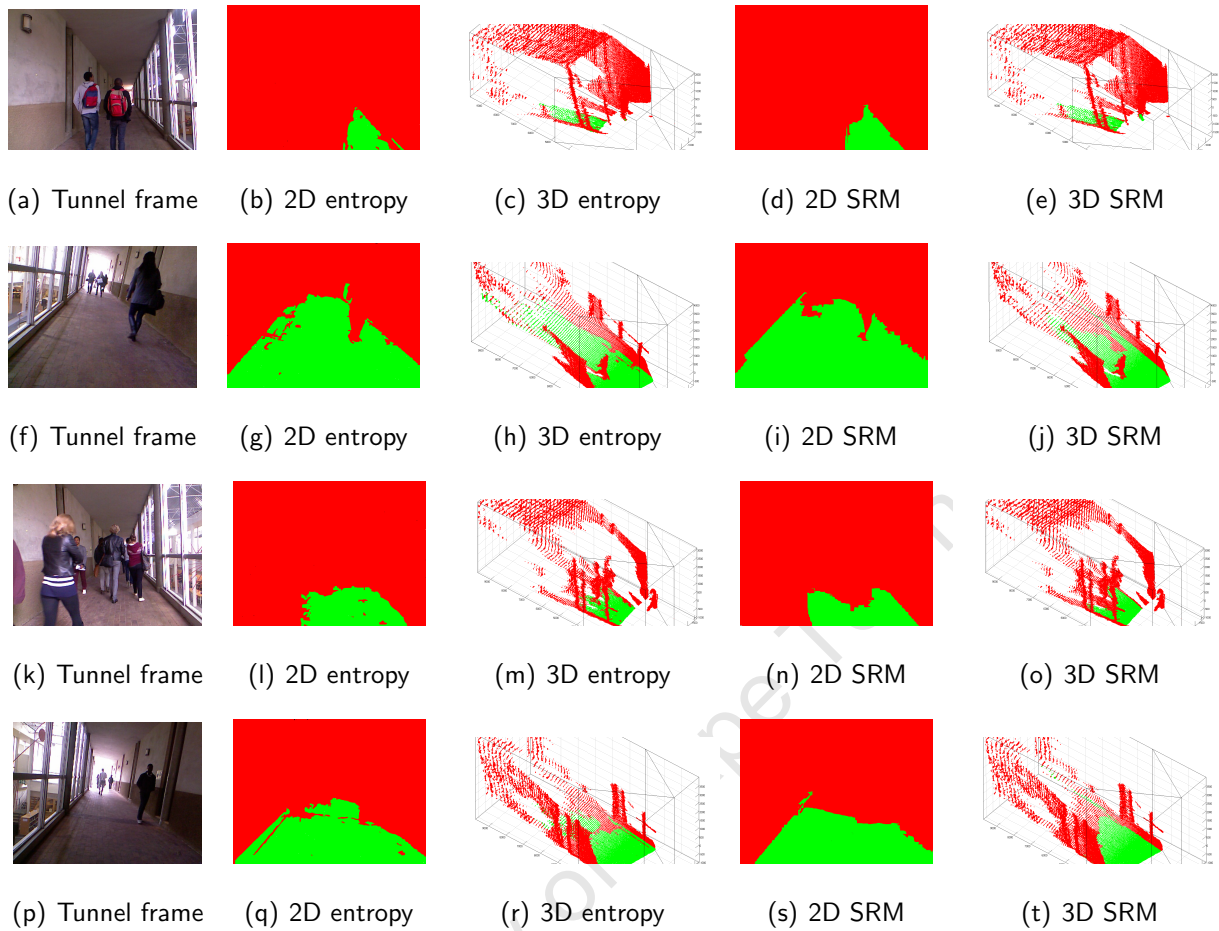 (a) Tunnel frame (b) 2D entropy (c) 3D entropy (d) 2D SRM (e) 3D SRM
(f) Tunnel frame (g) 2D entropy (h) 3D entropy (i) 2D SRM (j) 3D SRM
(k) Tunnel frame (l) 2D entropy (m) 3D entropy (n) 2D SRM (o) 3D SRM
(p) Tunnel frame (q) 2D entropy (r) 3D entropy (s) 2D SRM (t) 3D SRM